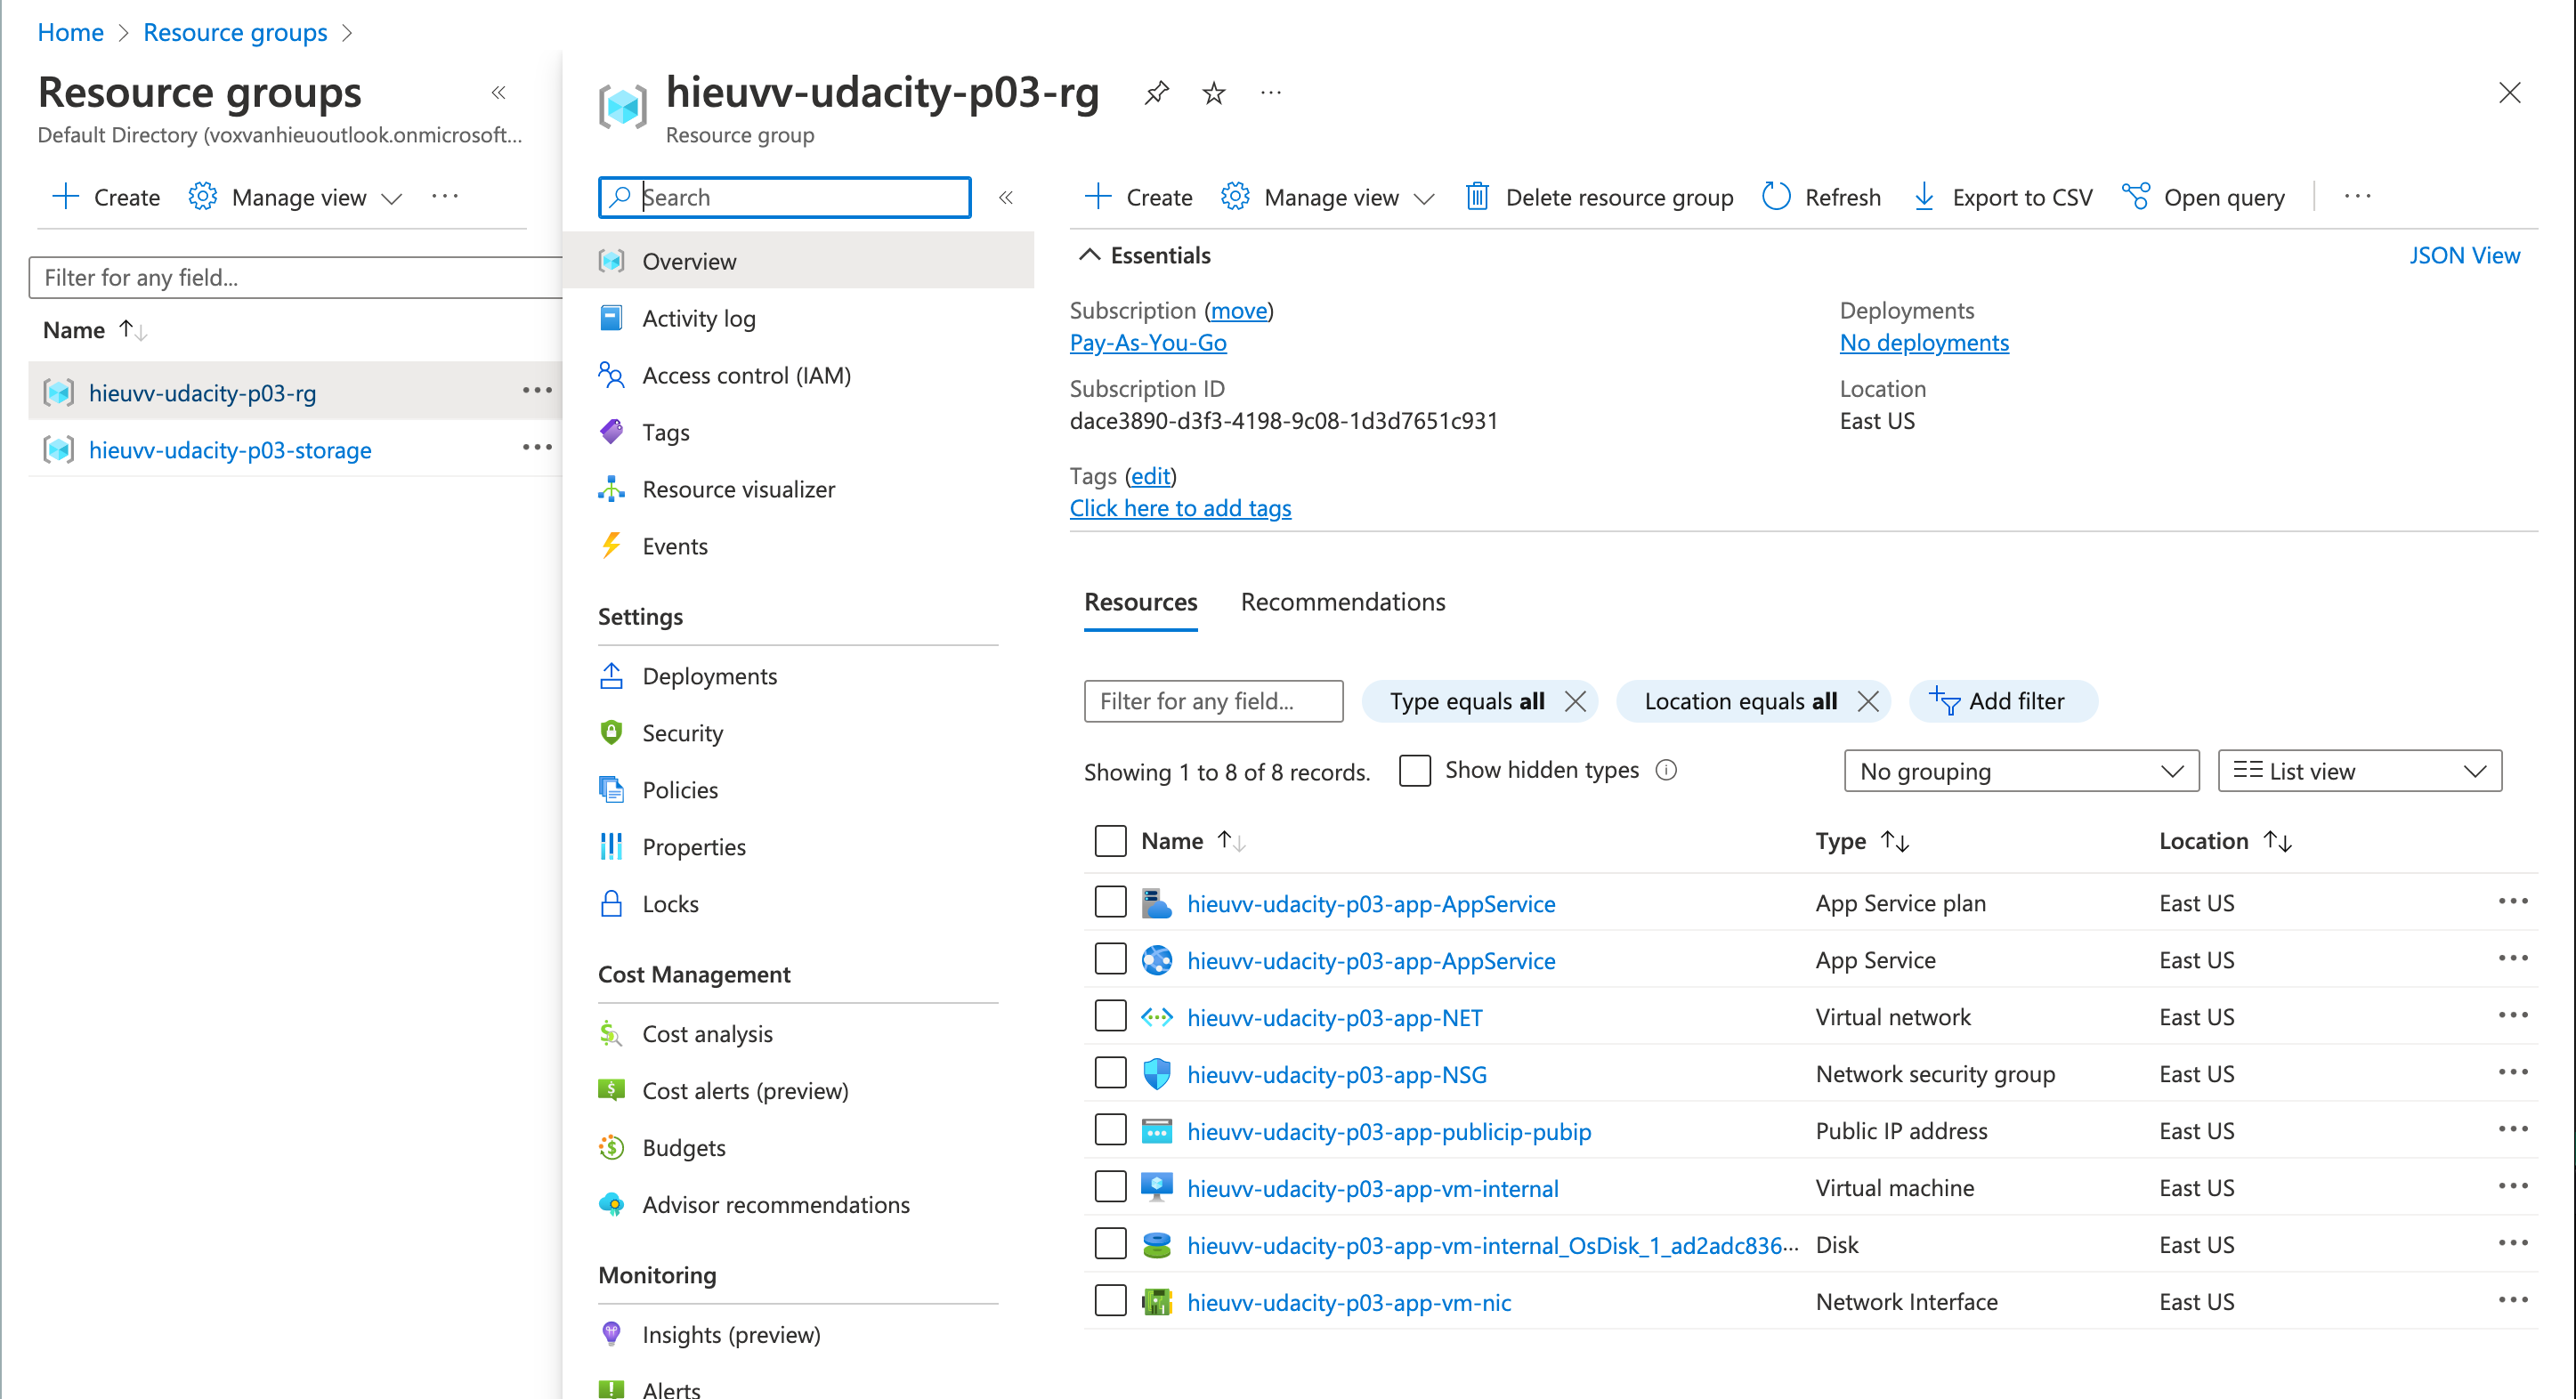 Home > Resource groups >
Resource groups
Default Directory (voxvanhieuoutlook.onmicrosoft...
Create Manage view ...
Filter for any field...
Name
hieuvv-udacity-p03-rg
hieuvv-udacity-p03-storage
hieuvv-udacity-p03-rg
Resource group
Search
Overview
Activity log
Access control (IAM)
Tags
Resource visualizer
Events
Settings
Deployments
Security
Policies
Properties
Locks
Cost Management
Cost analysis
Cost alerts (preview)
Budgets
Advisor recommendations
Monitoring
Insights (preview)
Alerts
Create Manage view Delete resource group Refresh Export to CSV Open query ...
Essentials JSON View
Subscription (move)
Pay-As-You-Go
Subscription ID
dace3890-d3f3-4198-9c08-1d3d7651c931
Deployments
No deployments
Location
East US
Tags (edit)
Click here to add tags
Resources Recommendations
Filter for any field... Type equals all Location equals all Add filter
Showing 1 to 8 of 8 records. Show hidden types No grouping List view
Name Type Location
hieuvv-udacity-p03-app-AppService App Service plan East US
hieuvv-udacity-p03-app-AppService App Service East US
hieuvv-udacity-p03-app-NET Virtual network East US
hieuvv-udacity-p03-app-NSG Network security group East US
hieuvv-udacity-p03-app-publicip-pubip Public IP address East US
hieuvv-udacity-p03-app-vm-internal Virtual machine East US
hieuvv-udacity-p03-app-vm-internal_OsDisk_1_ad2adc836... Disk East US
hieuvv-udacity-p03-app-vm-nic Network Interface East US